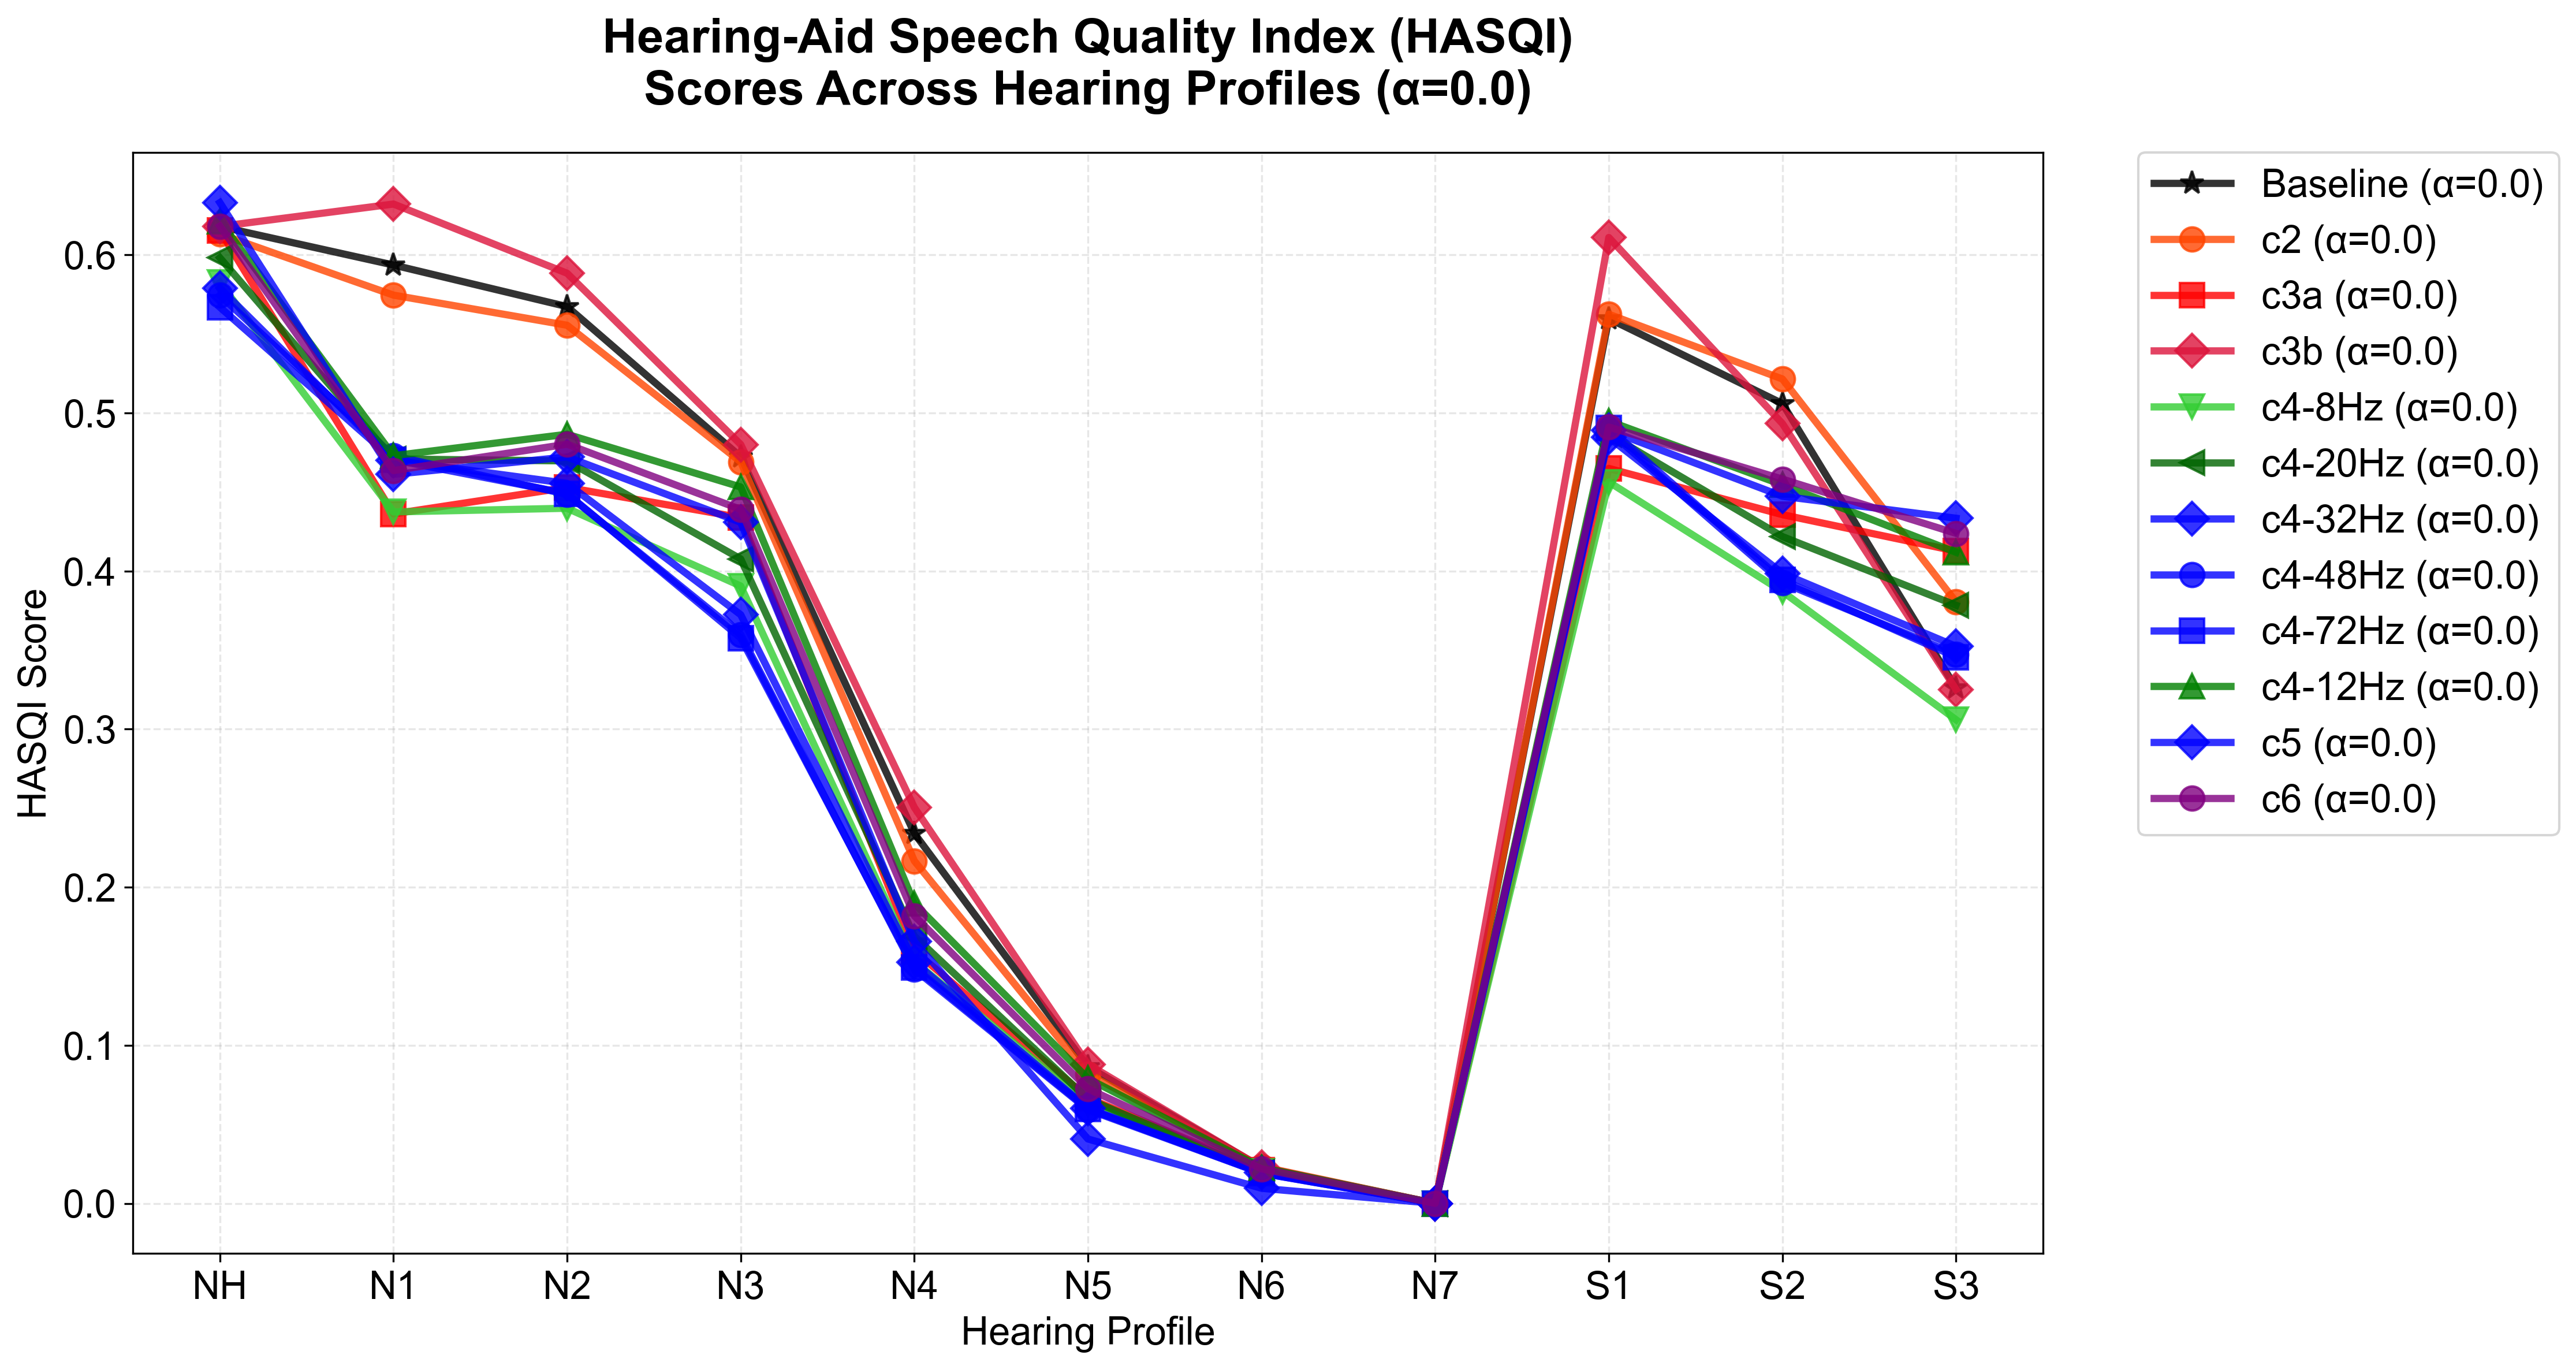 Hearing-Aid Speech Quality Index (HASQI)
Scores Across Hearing Profiles (α=0.0)
HASQI Score
0.6
0.5
0.4
0.3
0.2
0.1
0.0
NH N1 N2 N3 N4 N5 N6 N7 S1 S2 S3
Hearing Profile
Baseline (α=0.0)
c2 (α=0.0)
c3a (α=0.0)
c3b (α=0.0)
c4-8Hz (α=0.0)
c4-20Hz (α=0.0)
c4-32Hz (α=0.0)
c4-48Hz (α=0.0)
c4-72Hz (α=0.0)
c4-12Hz (α=0.0)
c5 (α=0.0)
c6 (α=0.0)